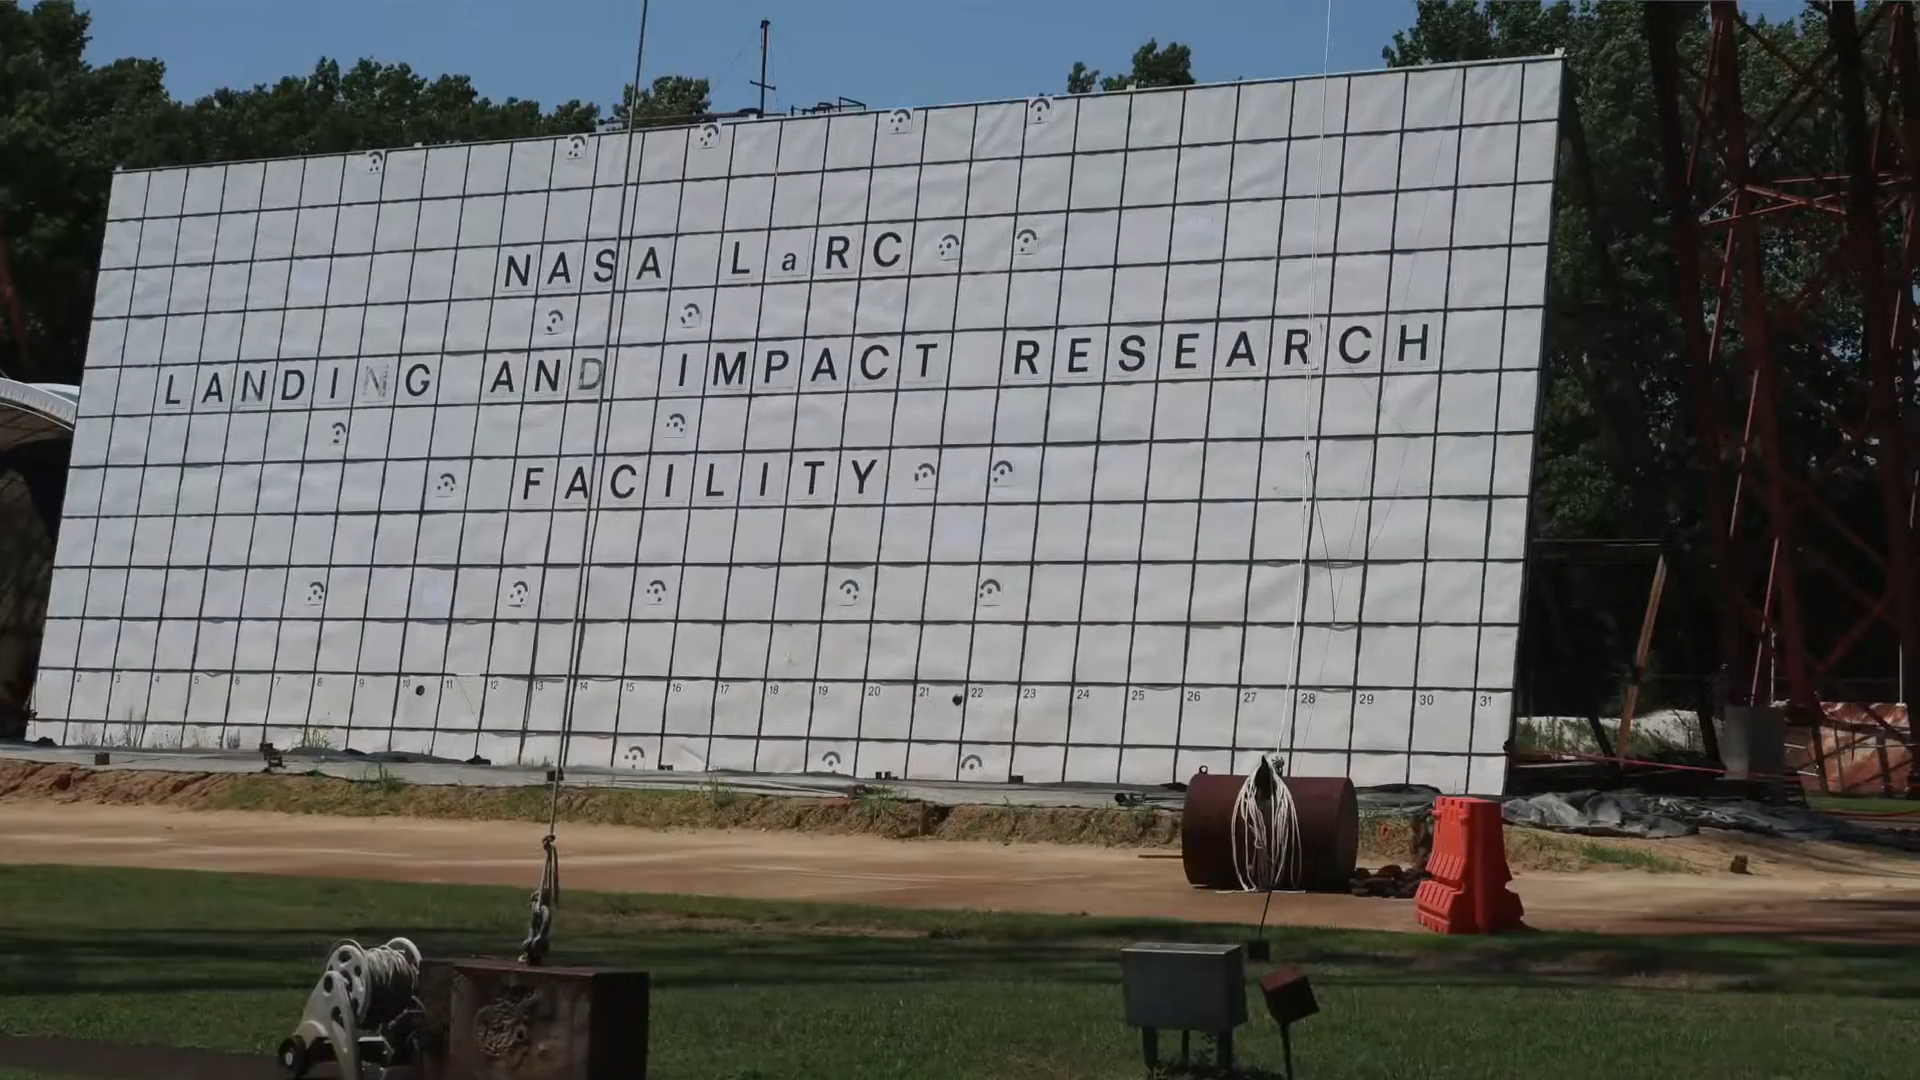 NASA LaRC
LANDING AND IMPACT RESEARCH
FACILITY
1 2 3 4 5 6 7 8 9 10 11 12 13 14 15 16 17 18 19 20 21 22 23 24 25 26 27 28 29 30 31